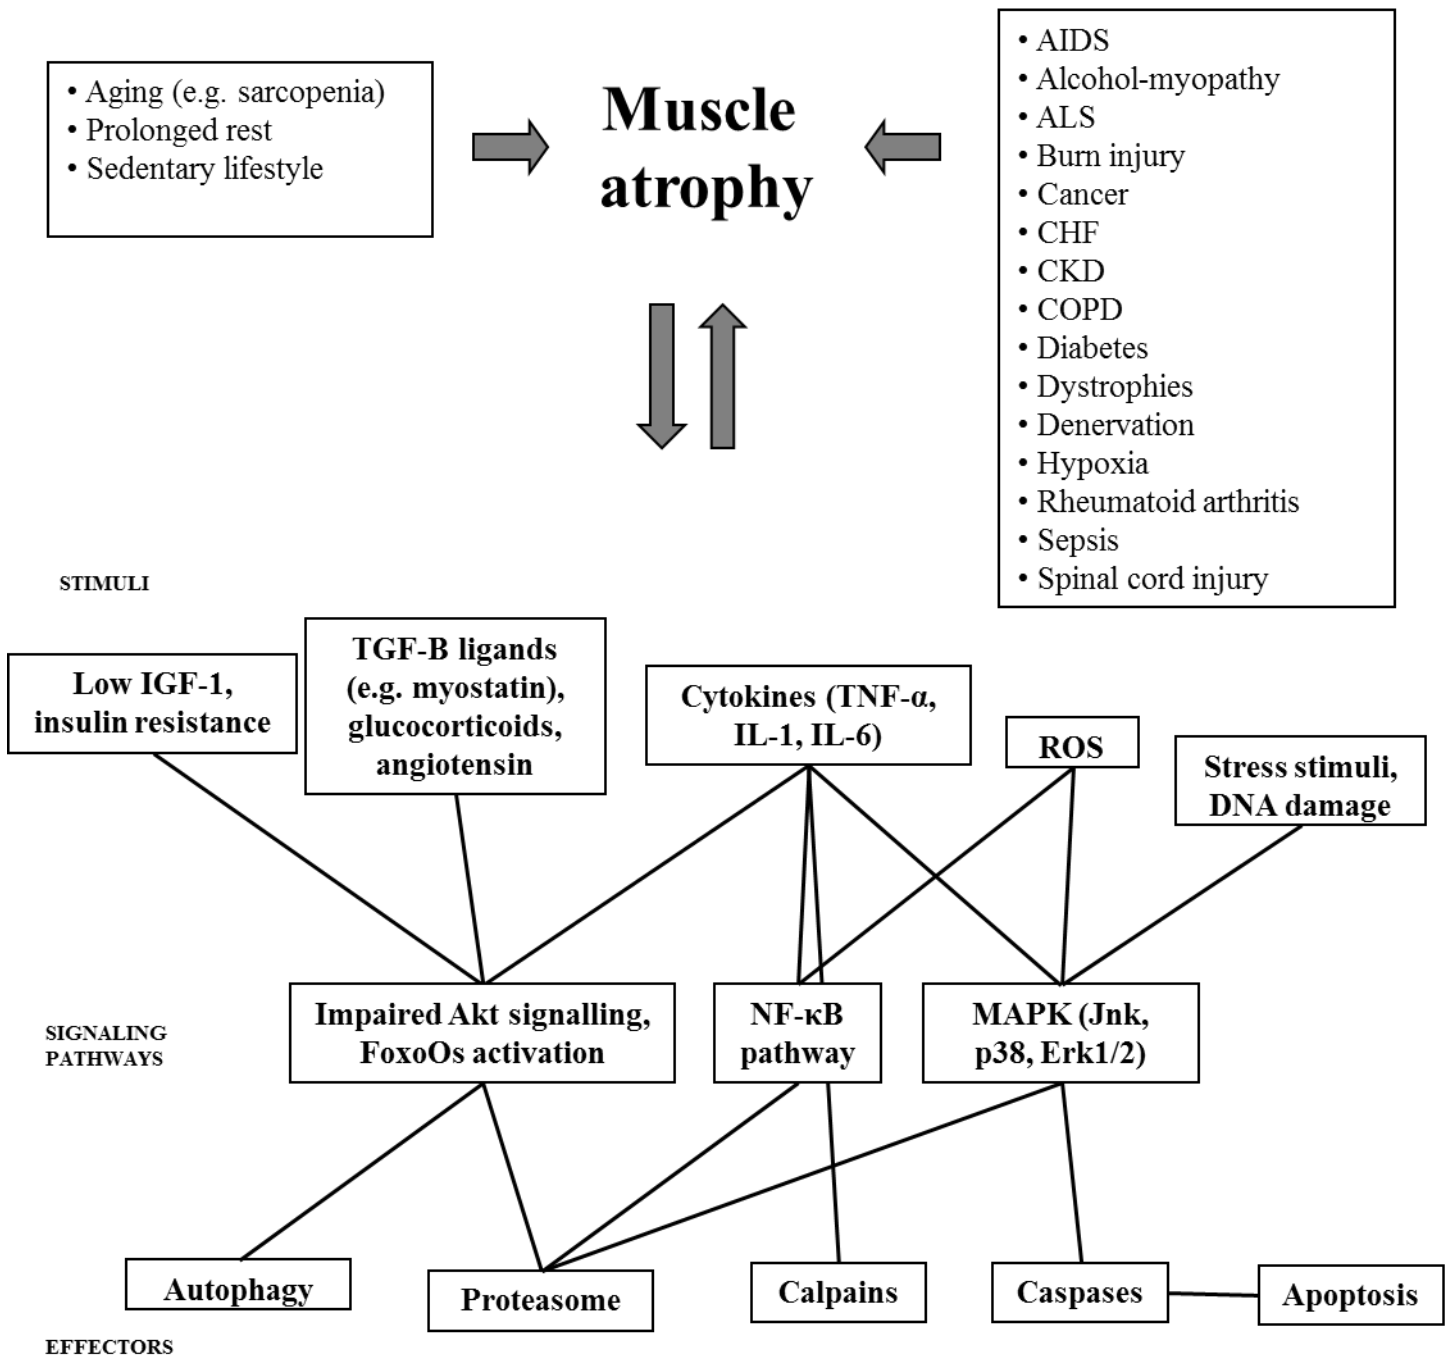 • Aging (e.g. sarcopenia)
• Prolonged rest
• Sedentary lifestyle
Muscle
atrophy
• AIDS
• Alcohol-myopathy
• ALS
• Burn injury
• Cancer
• CHF
• CKD
• COPD
• Diabetes
• Dystrophies
• Denervation
• Hypoxia
• Rheumatoid arthritis
• Sepsis
• Spinal cord injury
STIMULI
Low IGF-1,
insulin resistance
TGF-B ligands
(e.g. myostatin),
glucocorticoids,
angiotensin
Cytokines (TNF-α,
IL-1, IL-6)
ROS
Stress stimuli,
DNA damage
SIGNALING
PATHWAYS
Impaired Akt signalling,
FoxoOs activation
NF-κB
pathway
MAPK (Jnk,
p38, Erk1/2)
Autophagy
Proteasome
Calpains
Caspases
Apoptosis
EFFECTORS